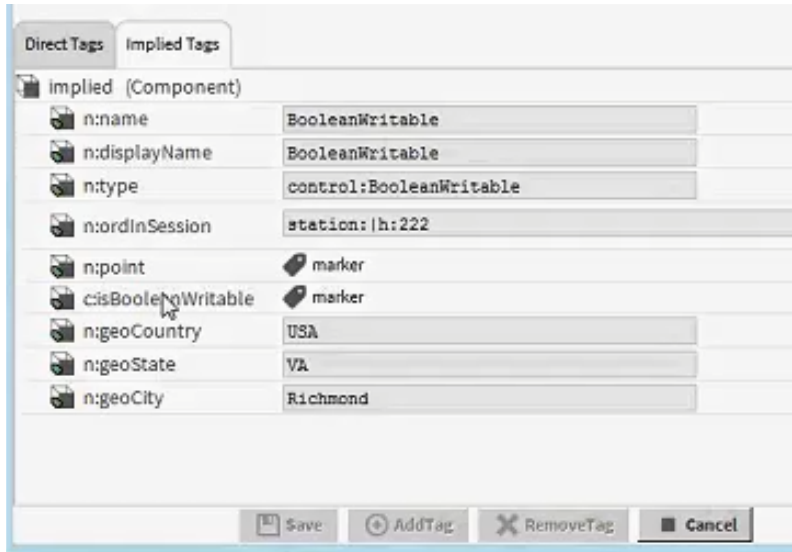 Direct Tags Implied Tags
implied (Component)
n:name BooleanWritable
n:displayName BooleanWritable
n:type control:BooleanWritable
n:ordInSession station:|h:222
n:point marker
c:isBooleanWritable marker
n:geoCountry USA
n:geoState VA
n:geoCity Richmond
Save AddTag RemoveTag Cancel